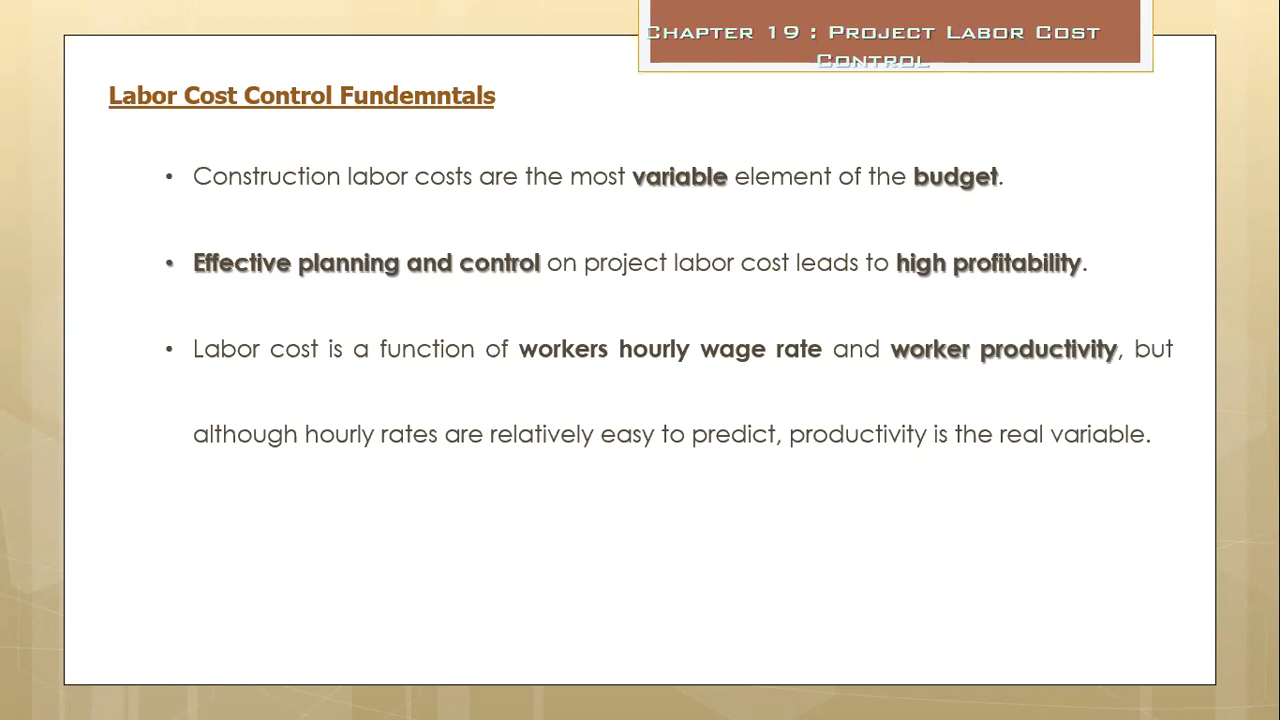 Chapter 19 : Project Labor Cost
Control
Labor Cost Control Fundemntals
• Construction labor costs are the most variable element of the budget.
• Effective planning and control on project labor cost leads to high profitability.
• Labor cost is a function of workers hourly wage rate and worker productivity, but
although hourly rates are relatively easy to predict, productivity is the real variable.